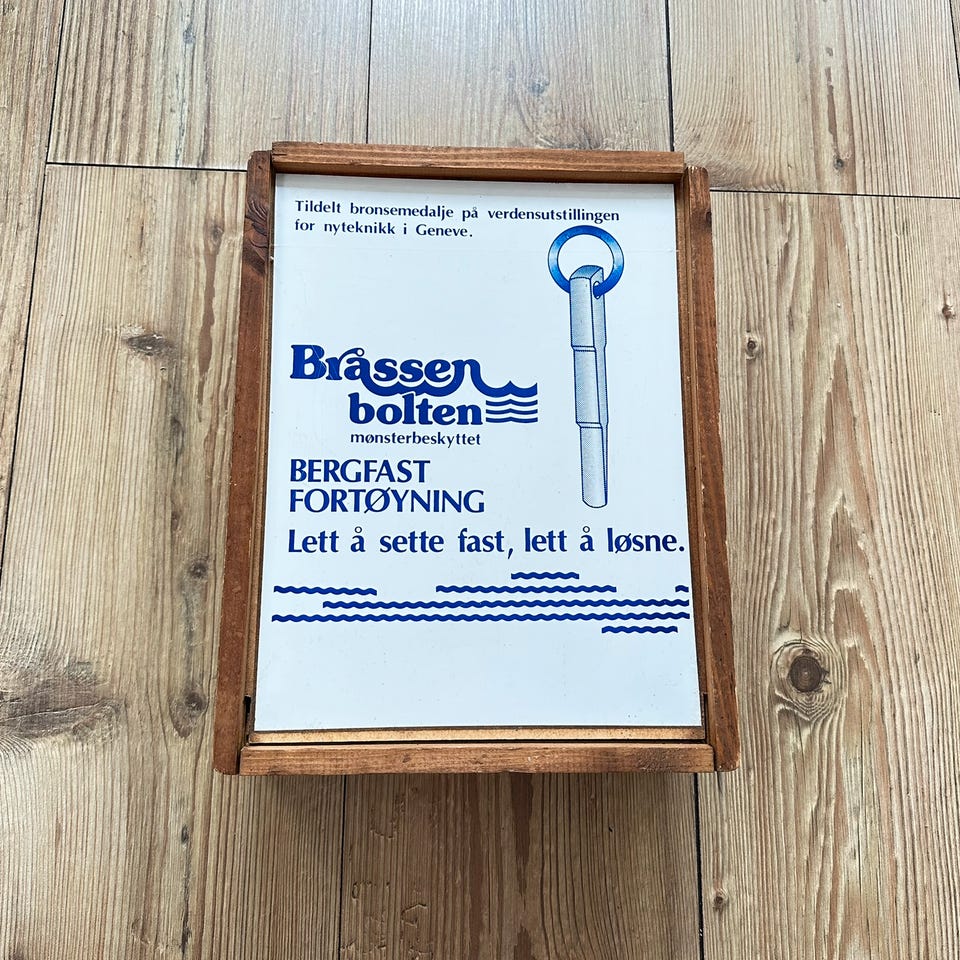 Tildelt bronsemedalje på verdensutstillingen
for nyteknikk i Geneve.
Bråssen
bolten
mønsterbeskyttet
BERGFAST
FORTØYNING
Lett å sette fast, lett å løsne.